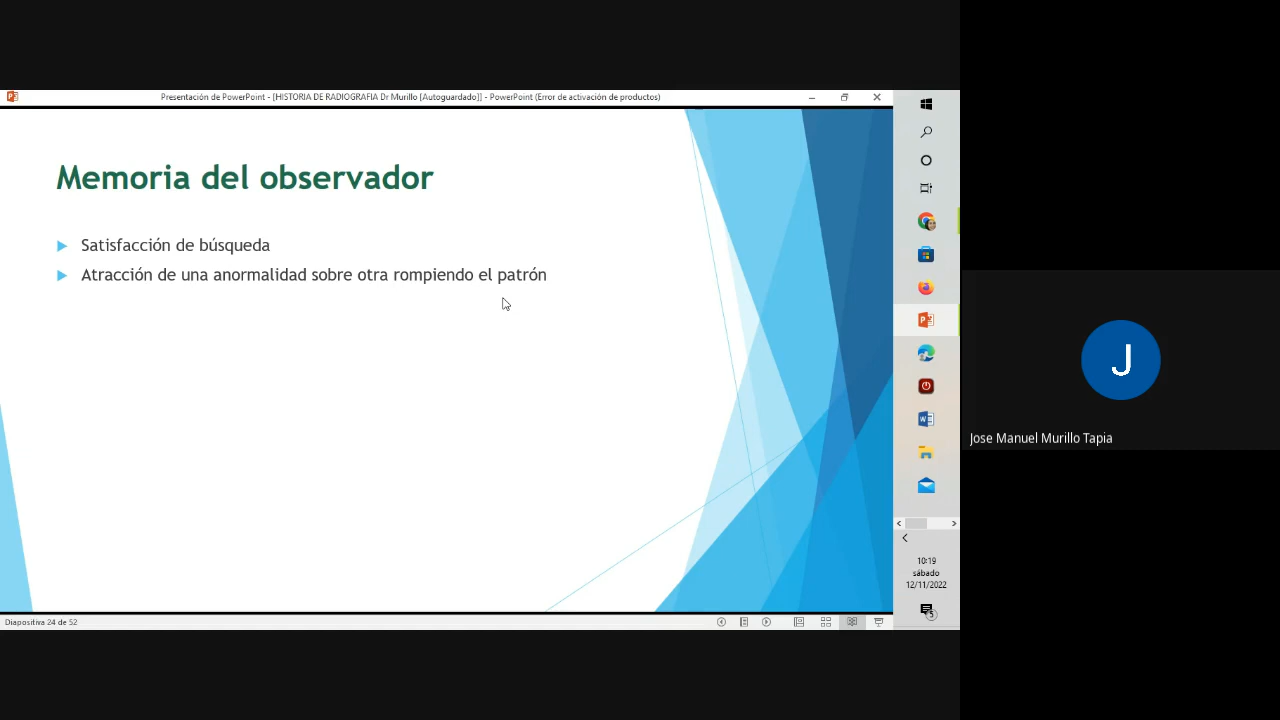 Presentación de PowerPoint - [HISTORIA DE RADIOGRAFIA Dr Murillo [Autoguardado]] - PowerPoint (Error de activación de productos)
Memoria del observador
Satisfacción de búsqueda
Atracción de una anormalidad sobre otra rompiendo el patrón
Diapositiva 24 de 52
10:19
sábado
12/11/2022
5
J
Jose Manuel Murillo Tapia